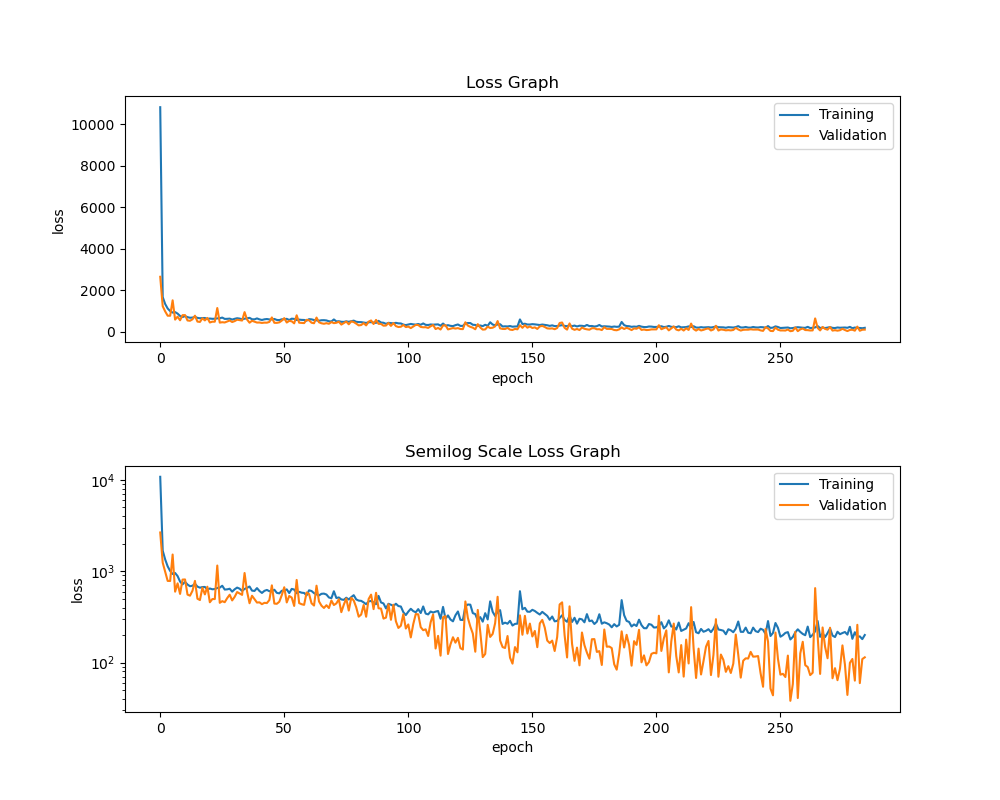 Loss Graph
10000
8000
6000
4000
2000
0
loss
Training
Validation
0 50 100 150 200 250
epoch
Semilog Scale Loss Graph
10^4
10^3
10^2
loss
Training
Validation
0 50 100 150 200 250
epoch